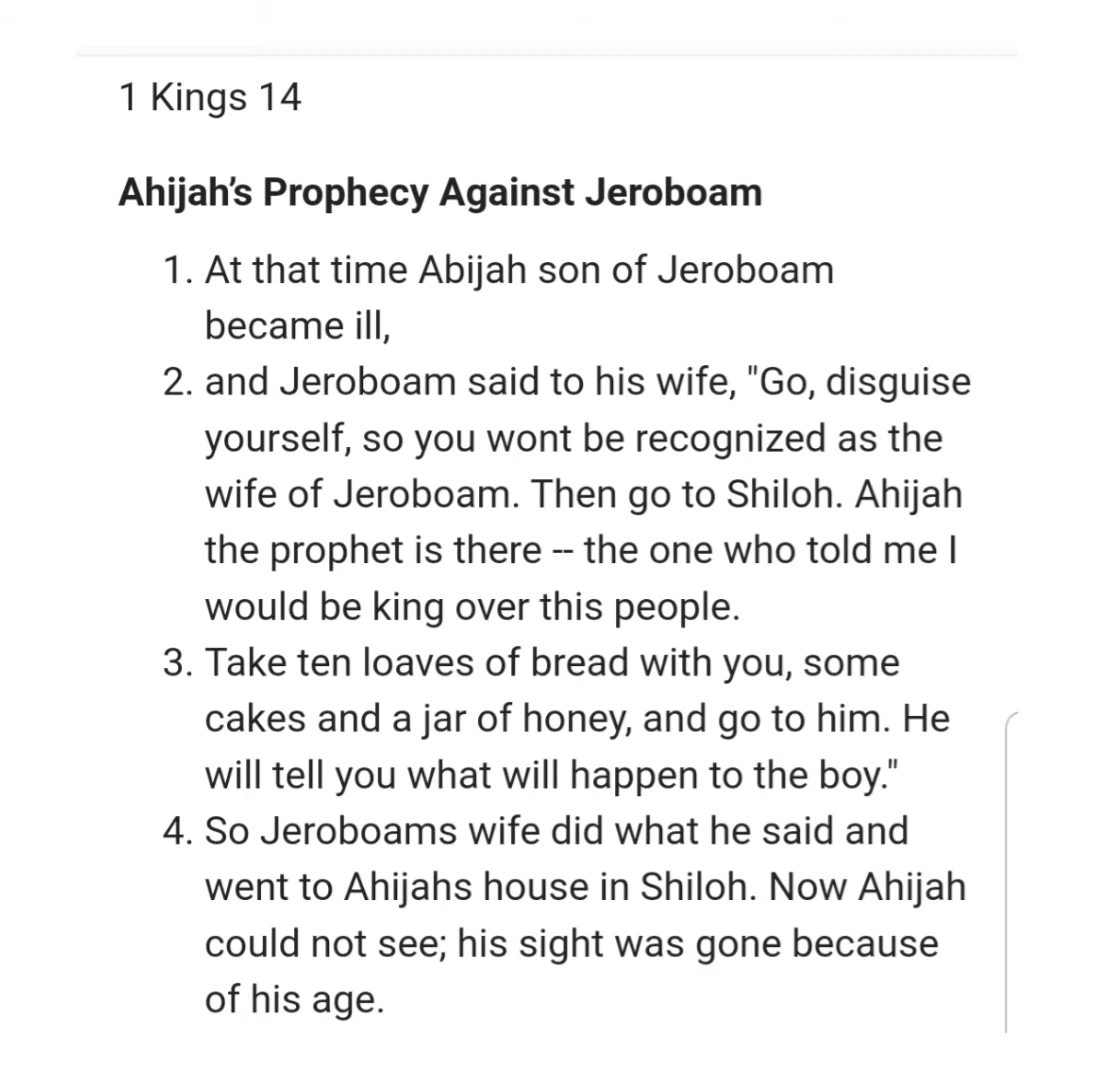 1 Kings 14
Ahijah's Prophecy Against Jeroboam
1. At that time Abijah son of Jeroboam
became ill,
2. and Jeroboam said to his wife, "Go, disguise
yourself, so you wont be recognized as the
wife of Jeroboam. Then go to Shiloh. Ahijah
the prophet is there -- the one who told me I
would be king over this people.
3. Take ten loaves of bread with you, some
cakes and a jar of honey, and go to him. He
will tell you what will happen to the boy."
4. So Jeroboams wife did what he said and
went to Ahijahs house in Shiloh. Now Ahijah
could not see; his sight was gone because
of his age.